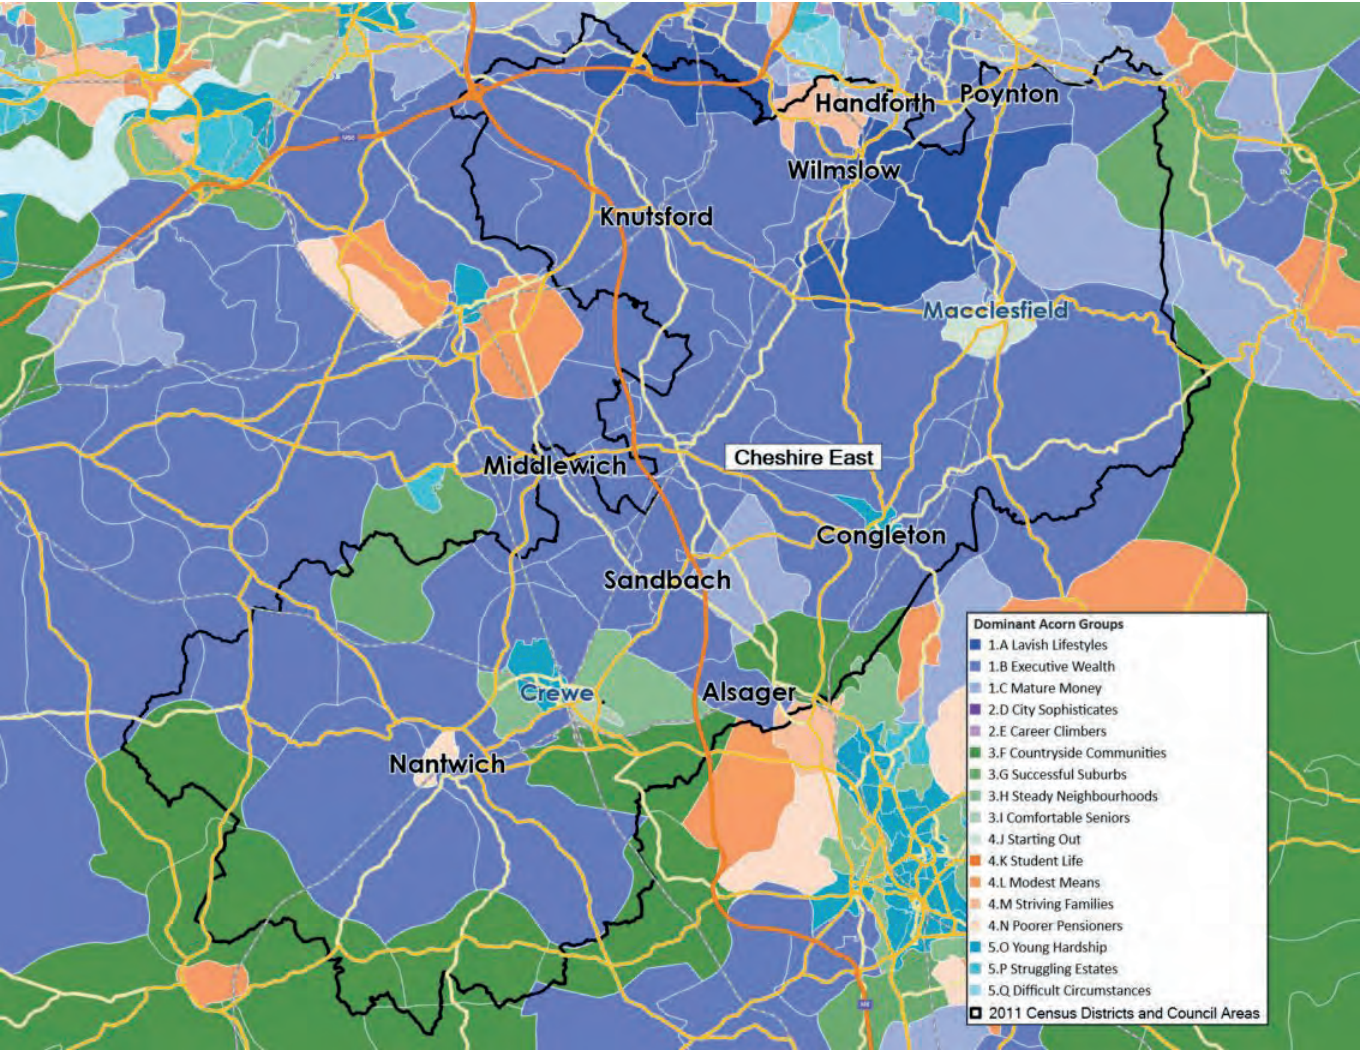 Handforth
Poynton
Wilmslow
Knutsford
Macclesfield
Middlewich
Cheshire East
Congleton
Sandbach
Crewe
Alsager
Nantwich
Dominant Acorn Groups
1.A Lavish Lifestyles
1.B Executive Wealth
1.C Mature Money
2.D City Sophisticates
2.E Career Climbers
3.F Countryside Communities
3.G Successful Suburbs
3.H Steady Neighbourhoods
3.I Comfortable Seniors
4.J Starting Out
4.K Student Life
4.L Modest Means
4.M Striving Families
4.N Poorer Pensioners
5.O Young Hardship
5.P Struggling Estates
5.Q Difficult Circumstances
2011 Census Districts and Council Areas